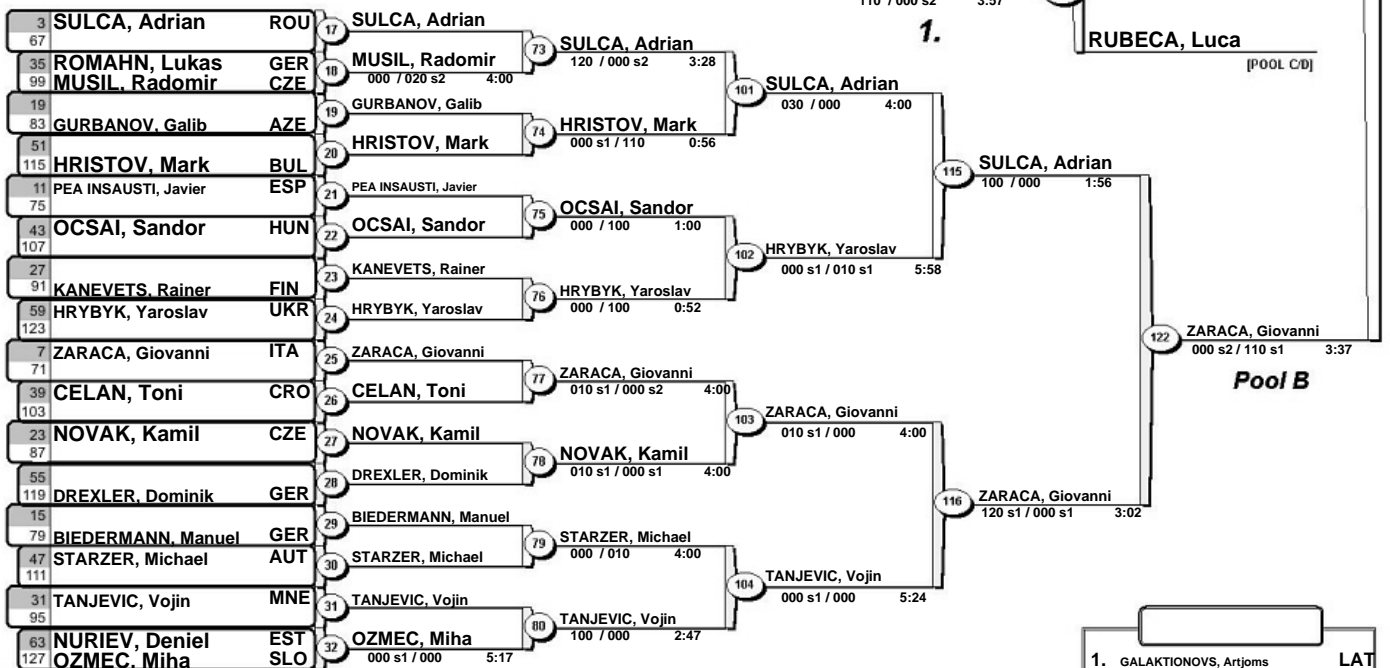 110 / 000 s2 3:57
1.
RUBECA, Luca
[POOL C/D]
3 SULCA, Adrian ROU
67
35 ROMAHN, Lukas GER
99 MUSIL, Radomir CZE
19
83 GURBANOV, Galib AZE
51
115 HRISTOV, Mark BUL
11 PEA INSAUSTI, Javier ESP
75
43 OCSAI, Sandor HUN
107
27
91 KANEVETS, Rainer FIN
59 HRYBYK, Yaroslav UKR
123
7 ZARACA, Giovanni ITA
71
39 CELAN, Toni CRO
103
23 NOVAK, Kamil CZE
87
55
119 DREXLER, Dominik GER
15
79 BIEDERMANN, Manuel GER
47 STARZER, Michael AUT
111
31 TANJEVIC, Vojin MNE
95
63 NURIEV, Deniel EST
127 OZMEC, Miha SLO
17 SULCA, Adrian
18 MUSIL, Radomir
000 / 020 s2 4:00
19 GURBANOV, Galib
20 HRISTOV, Mark
21 PEA INSAUSTI, Javier
22 OCSAI, Sandor
23 KANEVETS, Rainer
24 HRYBYK, Yaroslav
25 ZARACA, Giovanni
26 CELAN, Toni
27 NOVAK, Kamil
28 DREXLER, Dominik
29 BIEDERMANN, Manuel
30 STARZER, Michael
31 TANJEVIC, Vojin
32 OZMEC, Miha
000 s1 / 000 5:17
73 SULCA, Adrian
120 / 000 s2 3:28
74 HRISTOV, Mark
000 s1 / 110 0:56
75 OCSAI, Sandor
000 / 100 1:00
76 HRYBYK, Yaroslav
000 / 100 0:52
77 ZARACA, Giovanni
010 s1 / 000 s2 4:00
78 NOVAK, Kamil
010 s1 / 000 s1 4:00
79 STARZER, Michael
000 / 010 4:00
80 TANJEVIC, Vojin
100 / 000 2:47
101 SULCA, Adrian
030 / 000 4:00
102 HRYBYK, Yaroslav
000 s1 / 010 s1 5:58
103 ZARACA, Giovanni
010 s1 / 000 4:00
104 TANJEVIC, Vojin
000 s1 / 000 5:24
115 SULCA, Adrian
100 / 000 1:56
116 ZARACA, Giovanni
120 s1 / 000 s1 3:02
122 ZARACA, Giovanni
000 s2 / 110 s1 3:37
Pool B
1. GALAKTIONOVS, Artjoms LAT